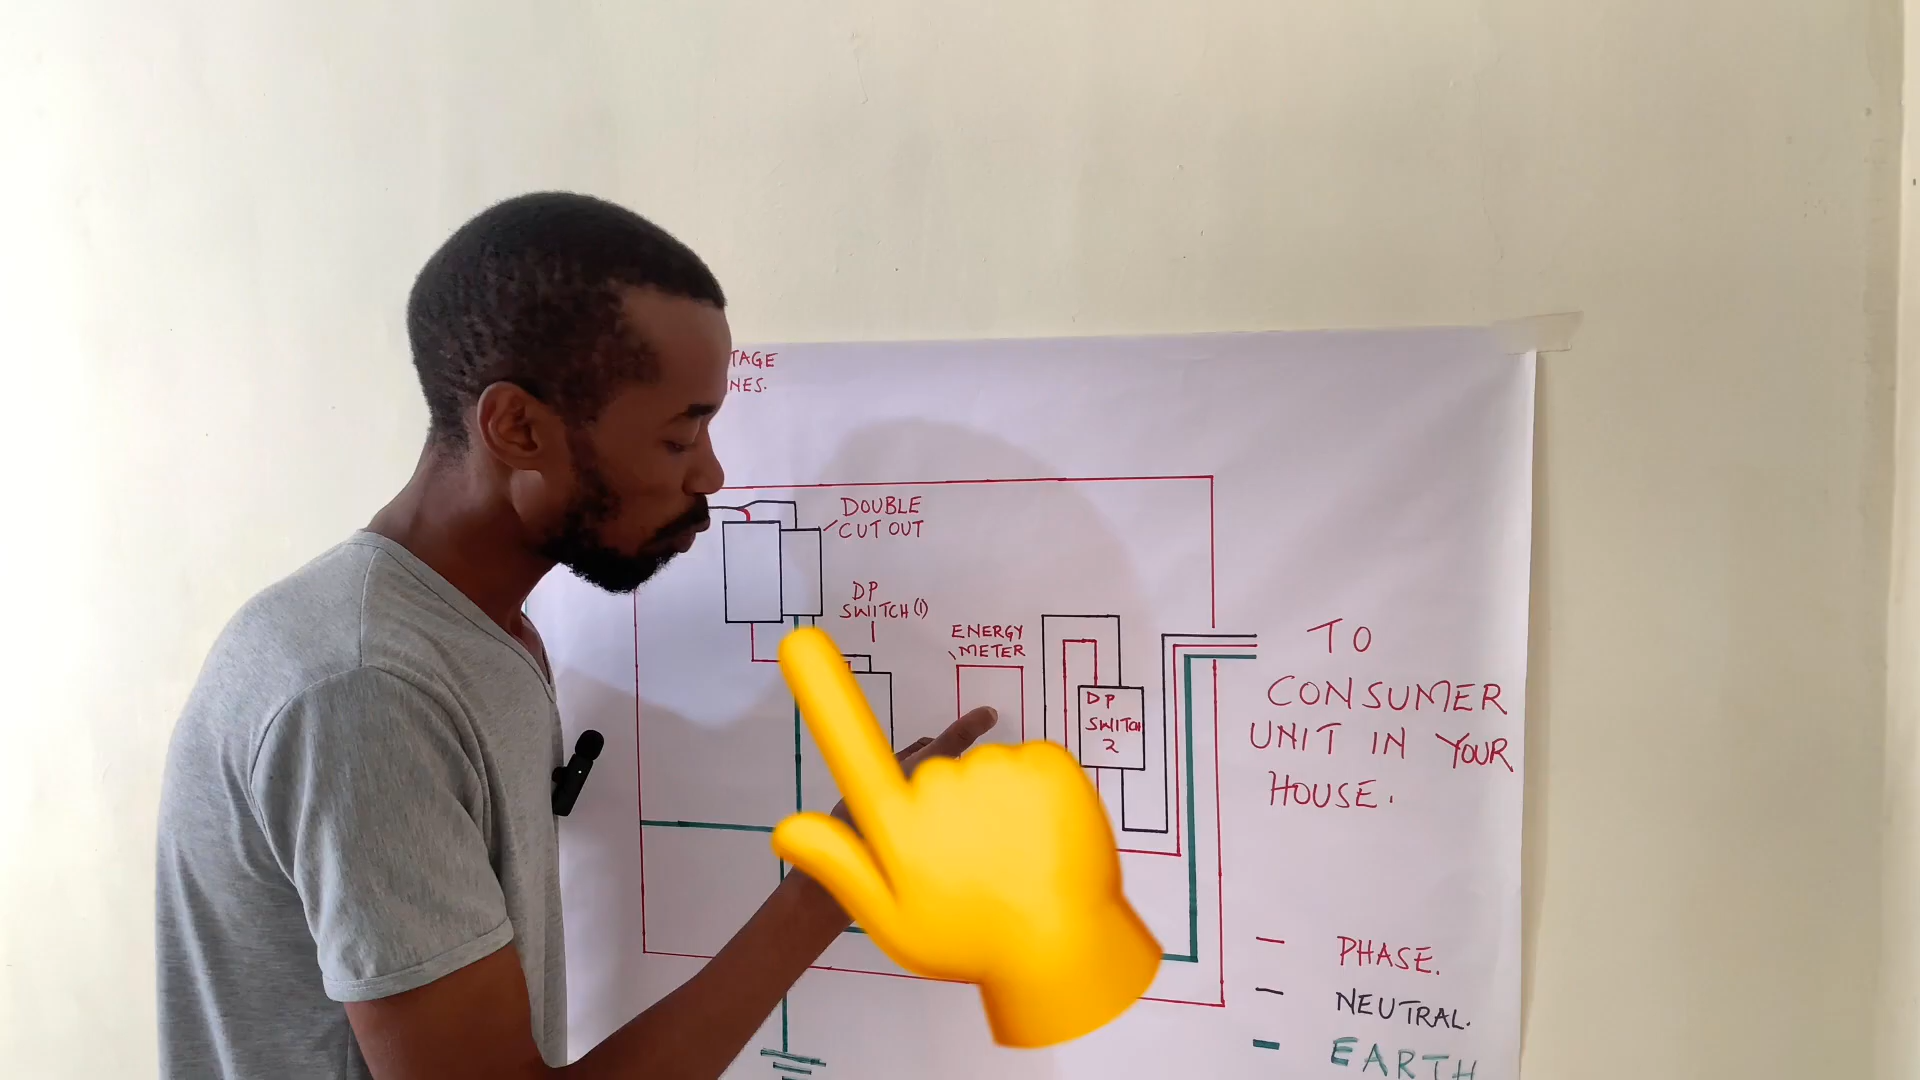 TAGE
NES.
DOUBLE
CUT OUT
DP
SWITCH (1)
ENERGY
METER
DP
SWITCH
2
TO
CONSUMER
UNIT IN YOUR
HOUSE.
PHASE.
NEUTRAL.
EARTH